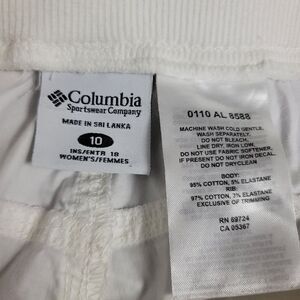 Columbia
Sportswear Company
MADE IN SRI LANKA
10
INS/ENTR 18
WOMEN'S/FEMMES
0110 AL 8588
MACHINE WASH COLD GENTLE,
WASH SEPARATELY,
DO NOT BLEACH,
LINE DRY, IRON LOW,
DO NOT USE FABRIC SOFTENER,
IF PRESENT DO NOT IRON DECAL.
DO NOT DRYCLEAN
BODY:
95% COTTON, 5% ELASTANE
RIB:
97% COTTON, 3% ELASTANE
EXCLUSIVE OF TRIMMING
RN 69724
CA 05367